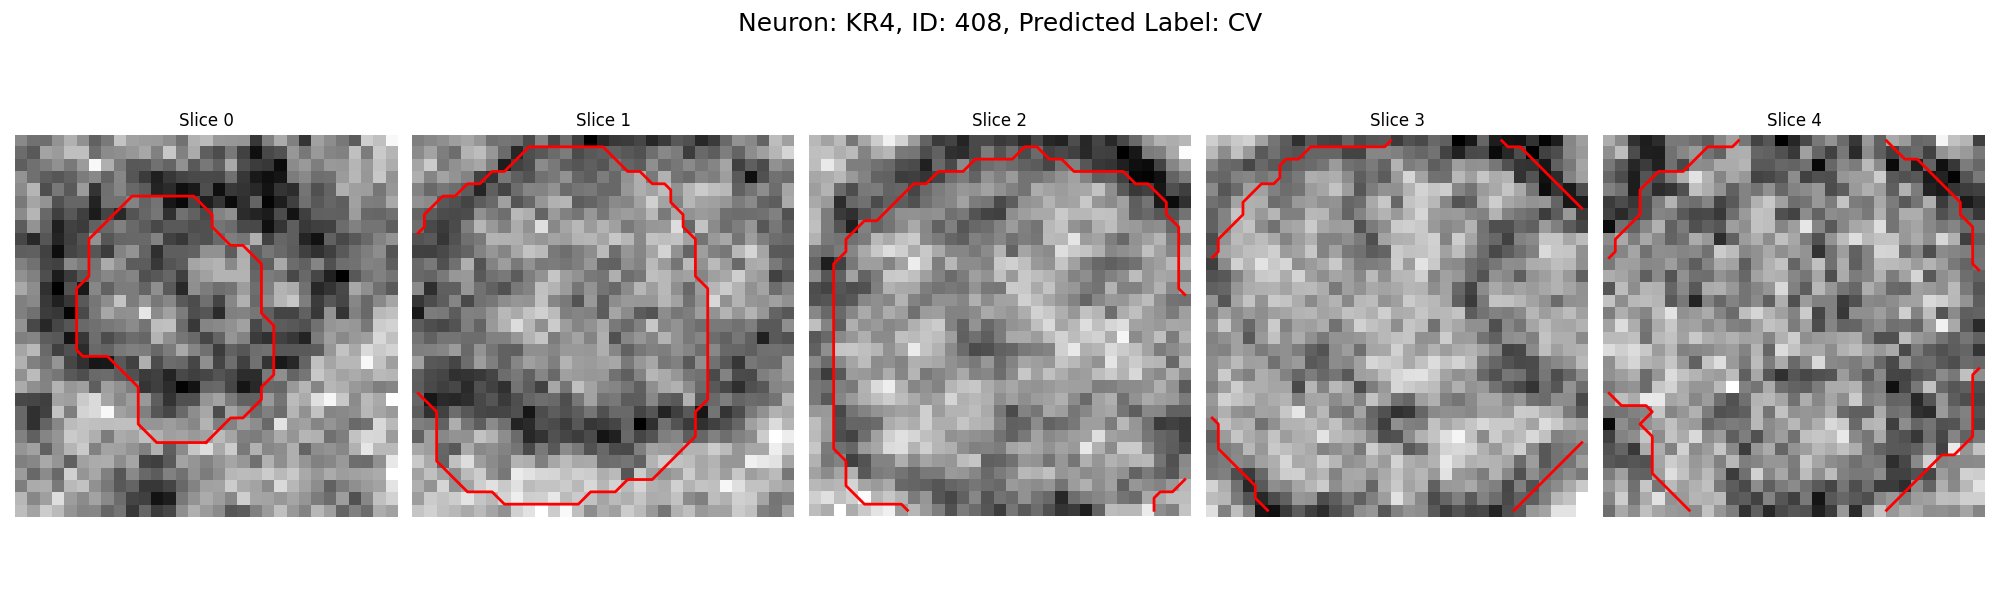 Neuron: KR4, ID: 408, Predicted Label: CV
Slice 0
Slice 1
Slice 2
Slice 3
Slice 4